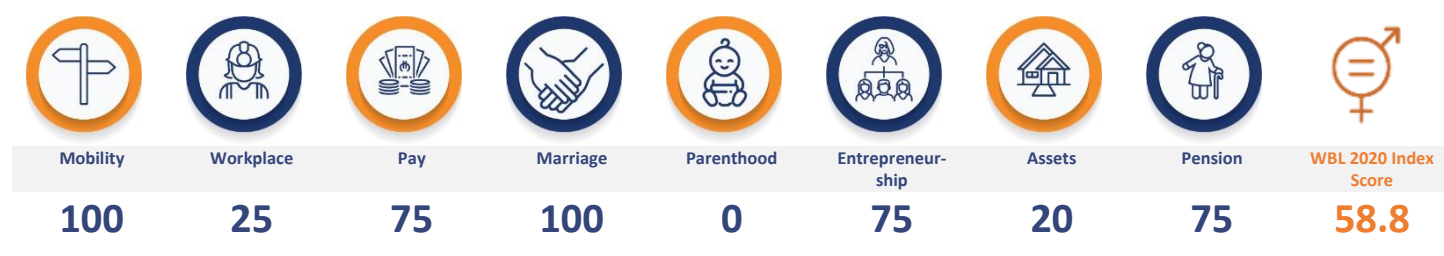 Mobility Workplace Pay Marriage Parenthood Entrepreneur- Assets Pension WBL 2020 Index
ship Score
100 25 75 100 0 75 20 75 58.8